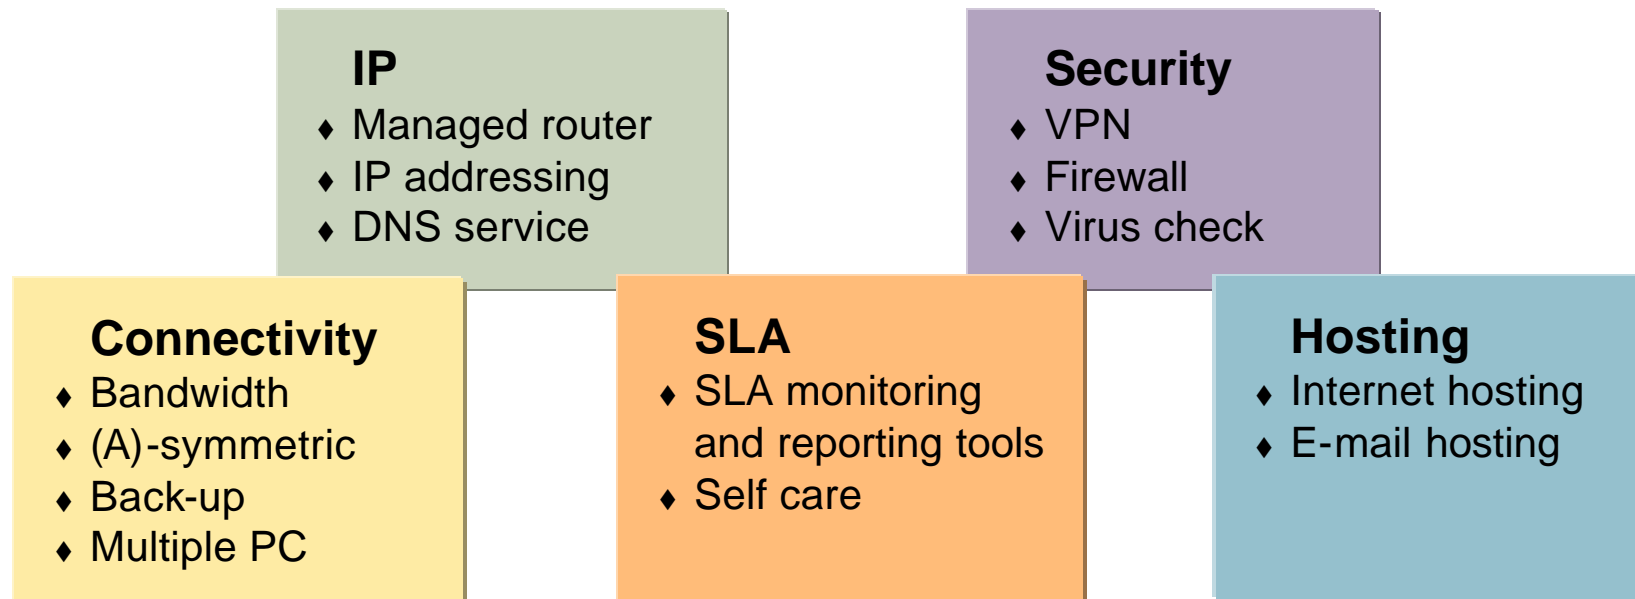 IP
♦ Managed router
♦ IP addressing
♦ DNS service
Security
♦ VPN
♦ Firewall
♦ Virus check
Connectivity
♦ Bandwidth
♦ (A)-symmetric
♦ Back-up
♦ Multiple PC
SLA
♦ SLA monitoring
and reporting tools
♦ Self care
Hosting
♦ Internet hosting
♦ E-mail hosting